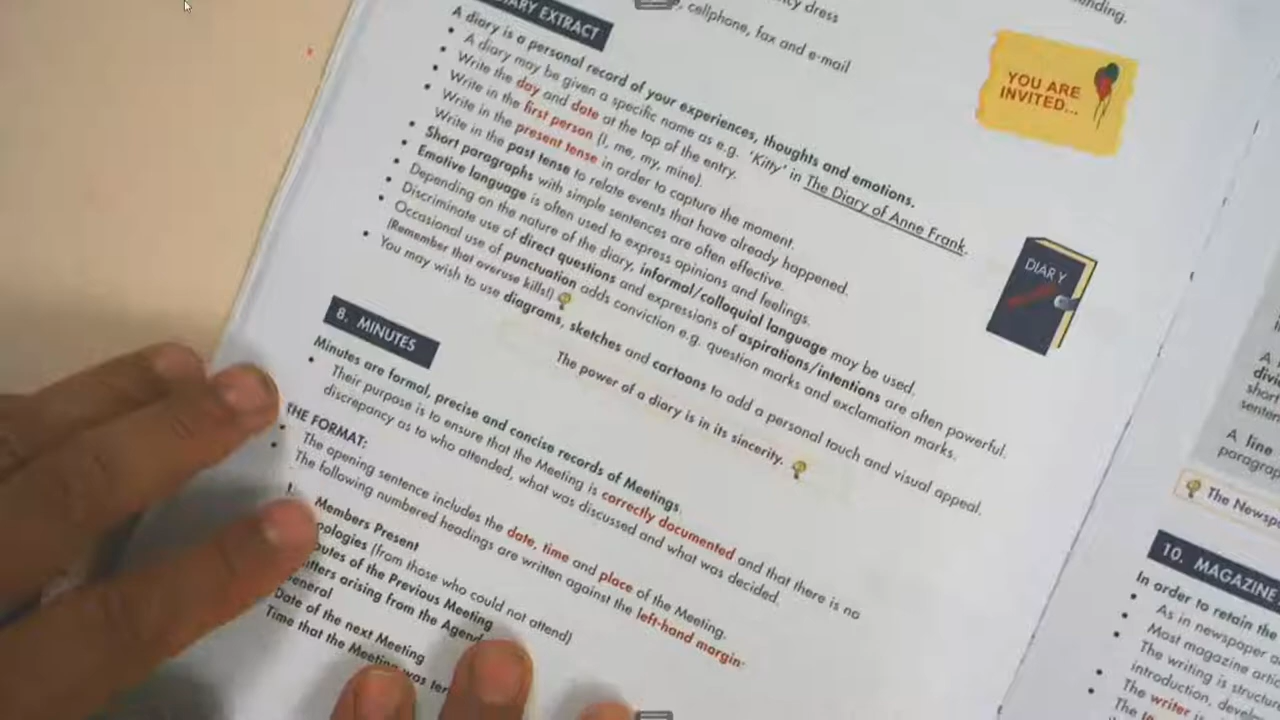 ncy dress
ending.
, cellphone, fax and e-mail
ARY EXTRACT
A diary is a personal record of your experiences, thoughts and emotions.
• A diary may be given a specific name as e.g. 'Kitty' in The Diary of Anne Frank.
• Write the day and date at the top of the entry.
• Write in the first person (I, me, my, mine).
• Write in the present tense in order to capture the moment.
Write in the past tense to relate events that have already happened.
• Short paragraphs with simple sentences are often effective.
• Emotive language is often used to express opinions and feelings.
• Depending on the nature of the diary, informal/colloquial language may be used.
• Discriminate use of direct questions and expressions of aspirations/intentions are often powerful.
• Occasional use of punctuation adds conviction e.g. question marks and exclamation marks.
(Remember that overuse kills!)
• You may wish to use diagrams, sketches and cartoons to add a personal touch and visual appeal.
The power of a diary is in its sincerity.
YOU ARE
INVITED...
DIARY
8. MINUTES
Minutes are formal, precise and concise records of Meetings.
• Their purpose is to ensure that the Meeting is correctly documented and that there is no
discrepancy as to who attended, what was discussed and what was decided.
THE FORMAT:
• The opening sentence includes the date, time and place of the Meeting.
• The following numbered headings are written against the left-hand margin.
Members Present
pologies (from those who could not attend)
utes of the Previous Meeting
tters arising from the Agend
General
Date of the next Meeting
Time that the Meeting was ter
A
divi
short
senten
A line
paragrap
The Newsp
10. MAGAZINE
In order to retain the
• As in newspaper a
• Most magazine artic
• The writing is structu
introduction, devel
• The writer i
• The